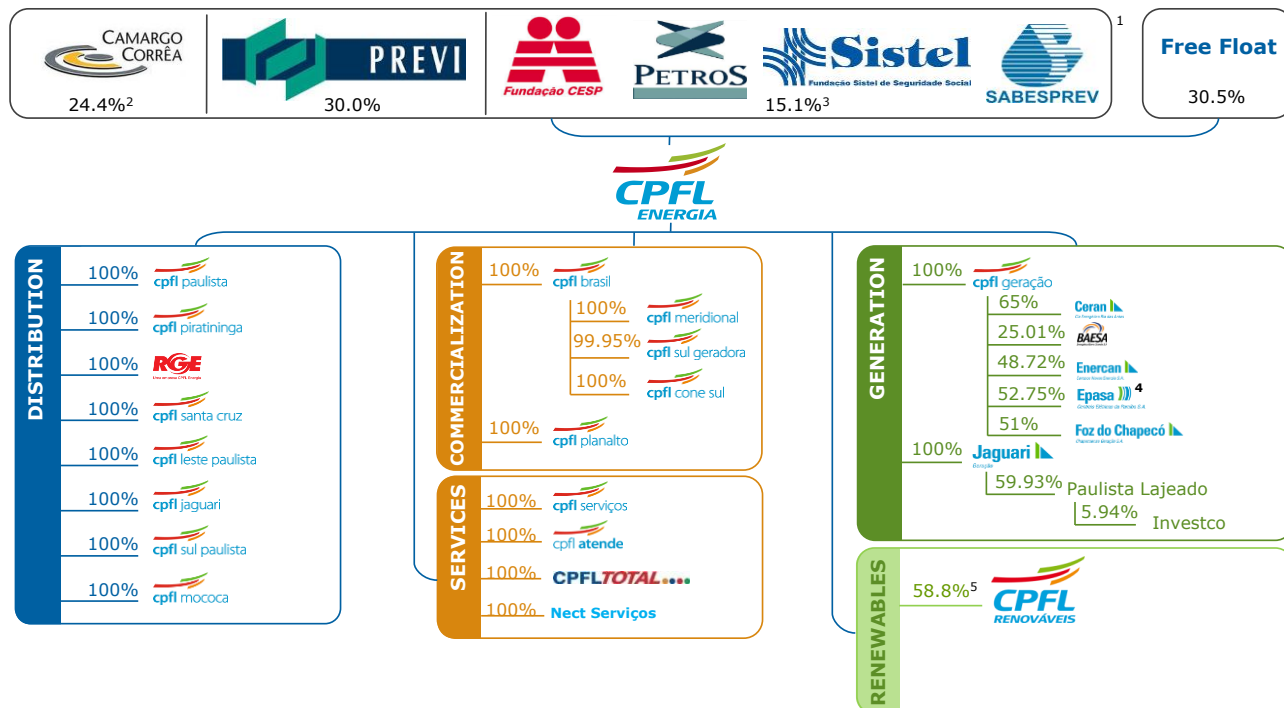 CAMARGO
CORRÊA
24.4%2
PREVI
30.0%
Fundação CESP
PETROS
Sistel
Fundação Sistel de Seguridade Social
SABESPREV
15.1%3
1
Free Float
30.5%
CPFL
ENERGIA
DISTRIBUTION
100% cpfl paulista
100% cpfl piratininga
100% RGE
100% cpfl santa cruz
100% cpfl leste paulista
100% cpfl jaguari
100% cpfl sul paulista
100% cpfl mococa
COMMERCIALIZATION
100% cpfl brasil
100% cpfl meridional
99.95% cpfl sul geradora
100% cpfl cone sul
100% cpfl planalto
SERVICES
100% cpfl serviços
100% cpfl atende
100% CPFLTOTAL
100% Nect Serviços
GENERATION
100% cpfl geração
65% Ceran
25.01% BAESA
48.72% Enercan
52.75% Epasa 4
51% Foz do Chapecó
100% Jaguari
Geração
59.93% Paulista Lajeado
5.94% Investco
RENEWABLES
58.8%5
CPFL
RENOVÁVEIS